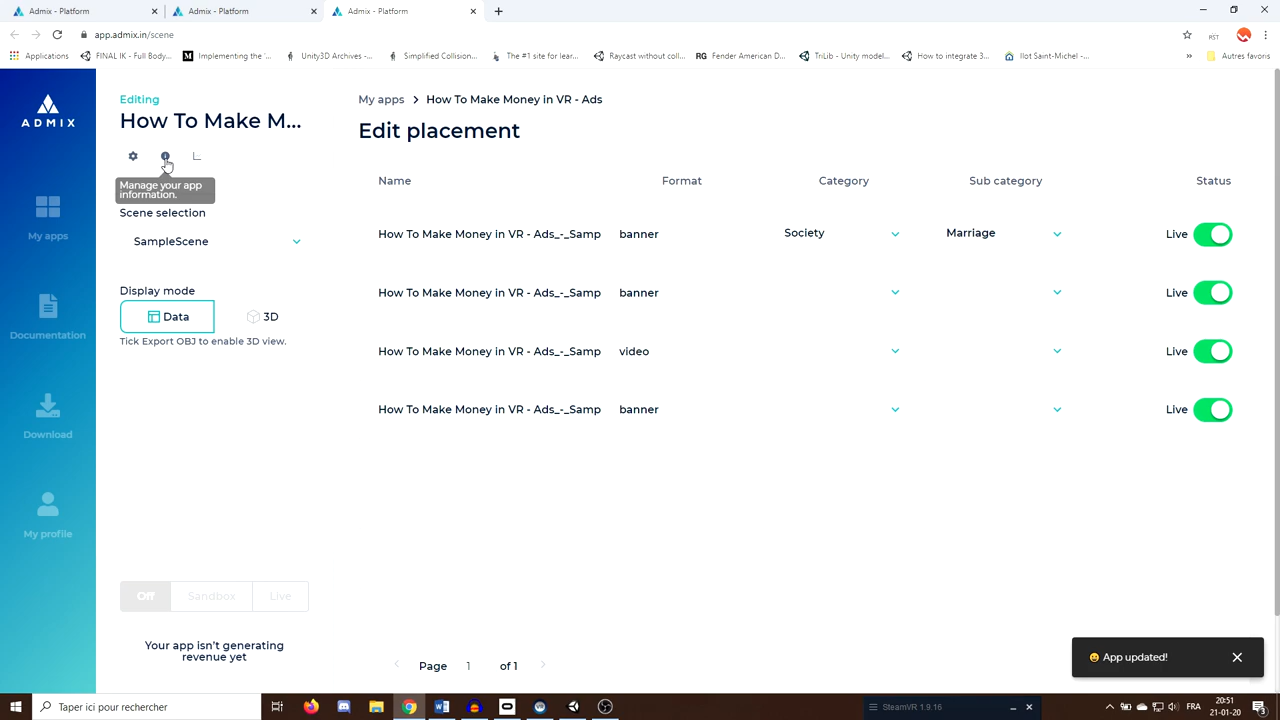 Admix - Platform
Admix - Platform
Admix - Platform
app.admix.in/scene
Applications
FINAL IK - Full Body...
Implementing the '...
Unity3D Archives -...
Simplified Collision...
The #1 site for lear...
Raycast without coll...
RG Fender American D...
TriLib - Unity model...
How to integrate 3...
Ilot Saint-Michel -...
»
Autres favoris
ADMIX
My apps
Documentation
Download
My profile
Editing
How To Make M...
Manage your app
information.
Scene selection
SampleScene
Display mode
Data
3D
Tick Export OBJ to enable 3D view.
Off
Sandbox
Live
Your app isn't generating
revenue yet
My apps > How To Make Money in VR - Ads
Edit placement
Name Format Category Sub category Status
How To Make Money in VR - Ads_-_Samp banner Society Marriage Live
How To Make Money in VR - Ads_-_Samp banner Live
How To Make Money in VR - Ads_-_Samp video Live
How To Make Money in VR - Ads_-_Samp banner Live
Page 1 of 1
App updated!
Taper ici pour rechercher
SteamVR 1.9.16
FRA
20:51
21-01-20